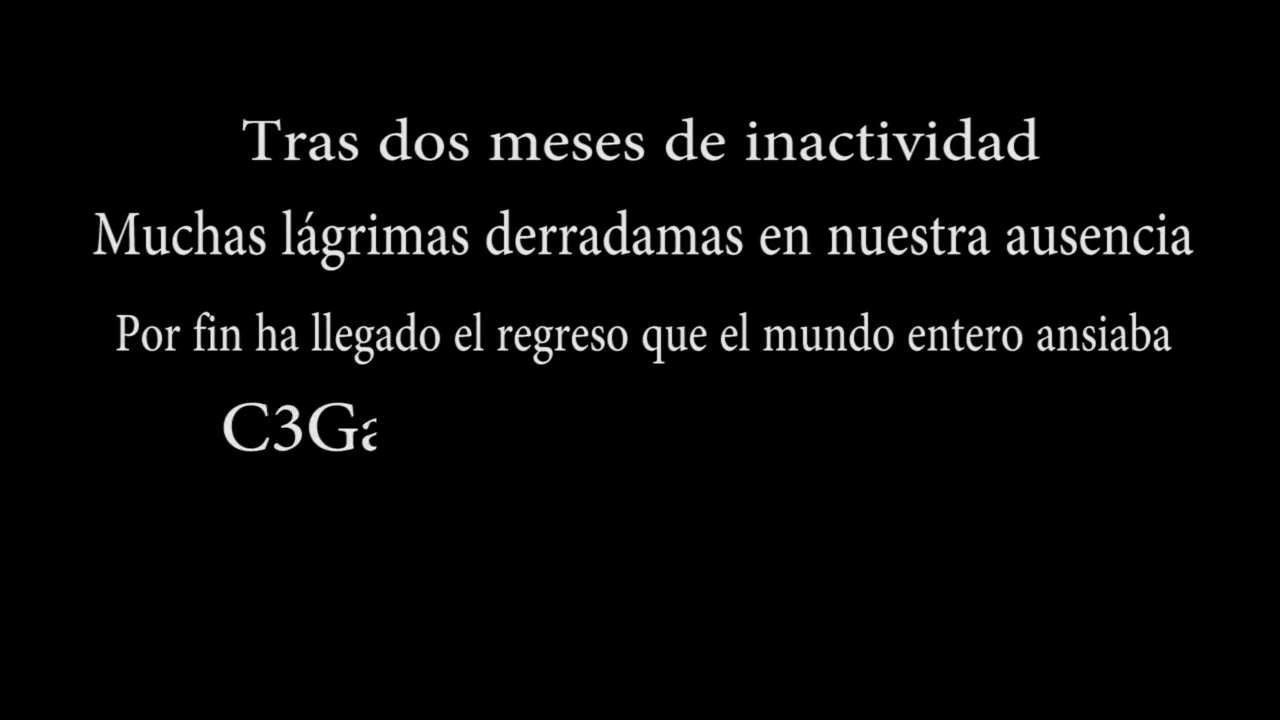 Tras dos meses de inactividad
Muchas lágrimas derradamas en nuestra ausencia
Por fin ha llegado el regreso que el mundo entero ansiaba
C3Ga